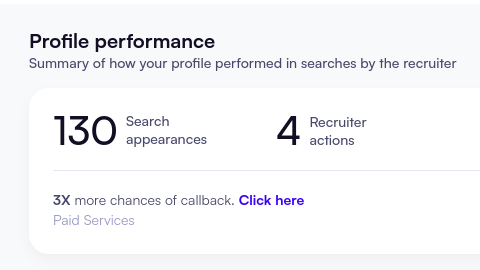 Profile performance
Summary of how your profile performed in searches by the recruiter
130 Search appearances
4 Recruiter actions
3X more chances of callback. Click here
Paid Services